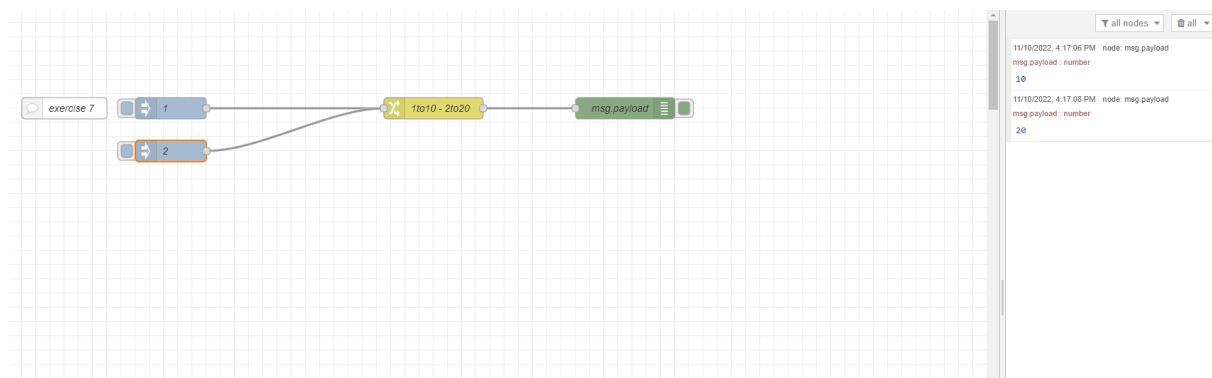 all nodes
all
11/10/2022, 4:17:06 PM node: msg.payload
msg.payload : number
10
11/10/2022, 4:17:08 PM node: msg.payload
msg.payload : number
20
exercise 7
1
1to10 - 2to20
msg.payload
2